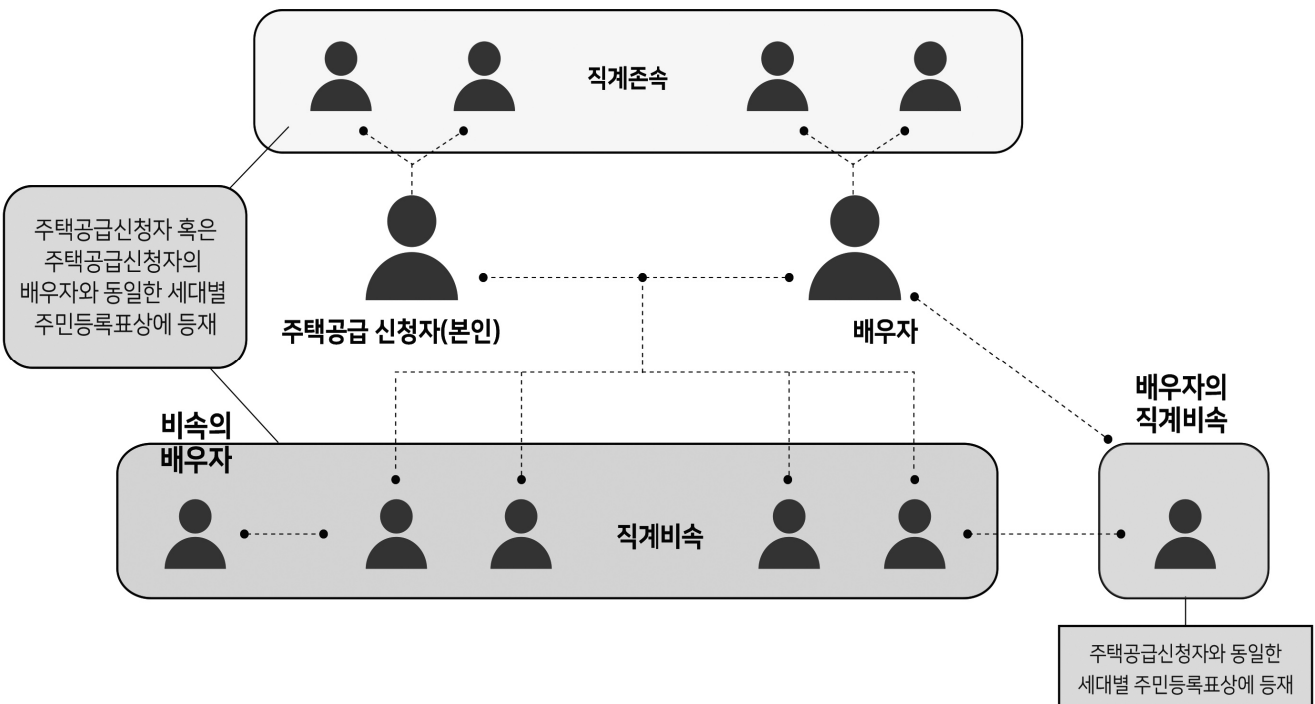 직계존속
주택공급신청자 혹은
주택공급신청자의
배우자와 동일한 세대별
주민등록표상에 등재
주택공급 신청자(본인)
배우자
배우자의
직계비속
비속의
배우자
직계비속
주택공급신청자와 동일한
세대별 주민등록표상에 등재